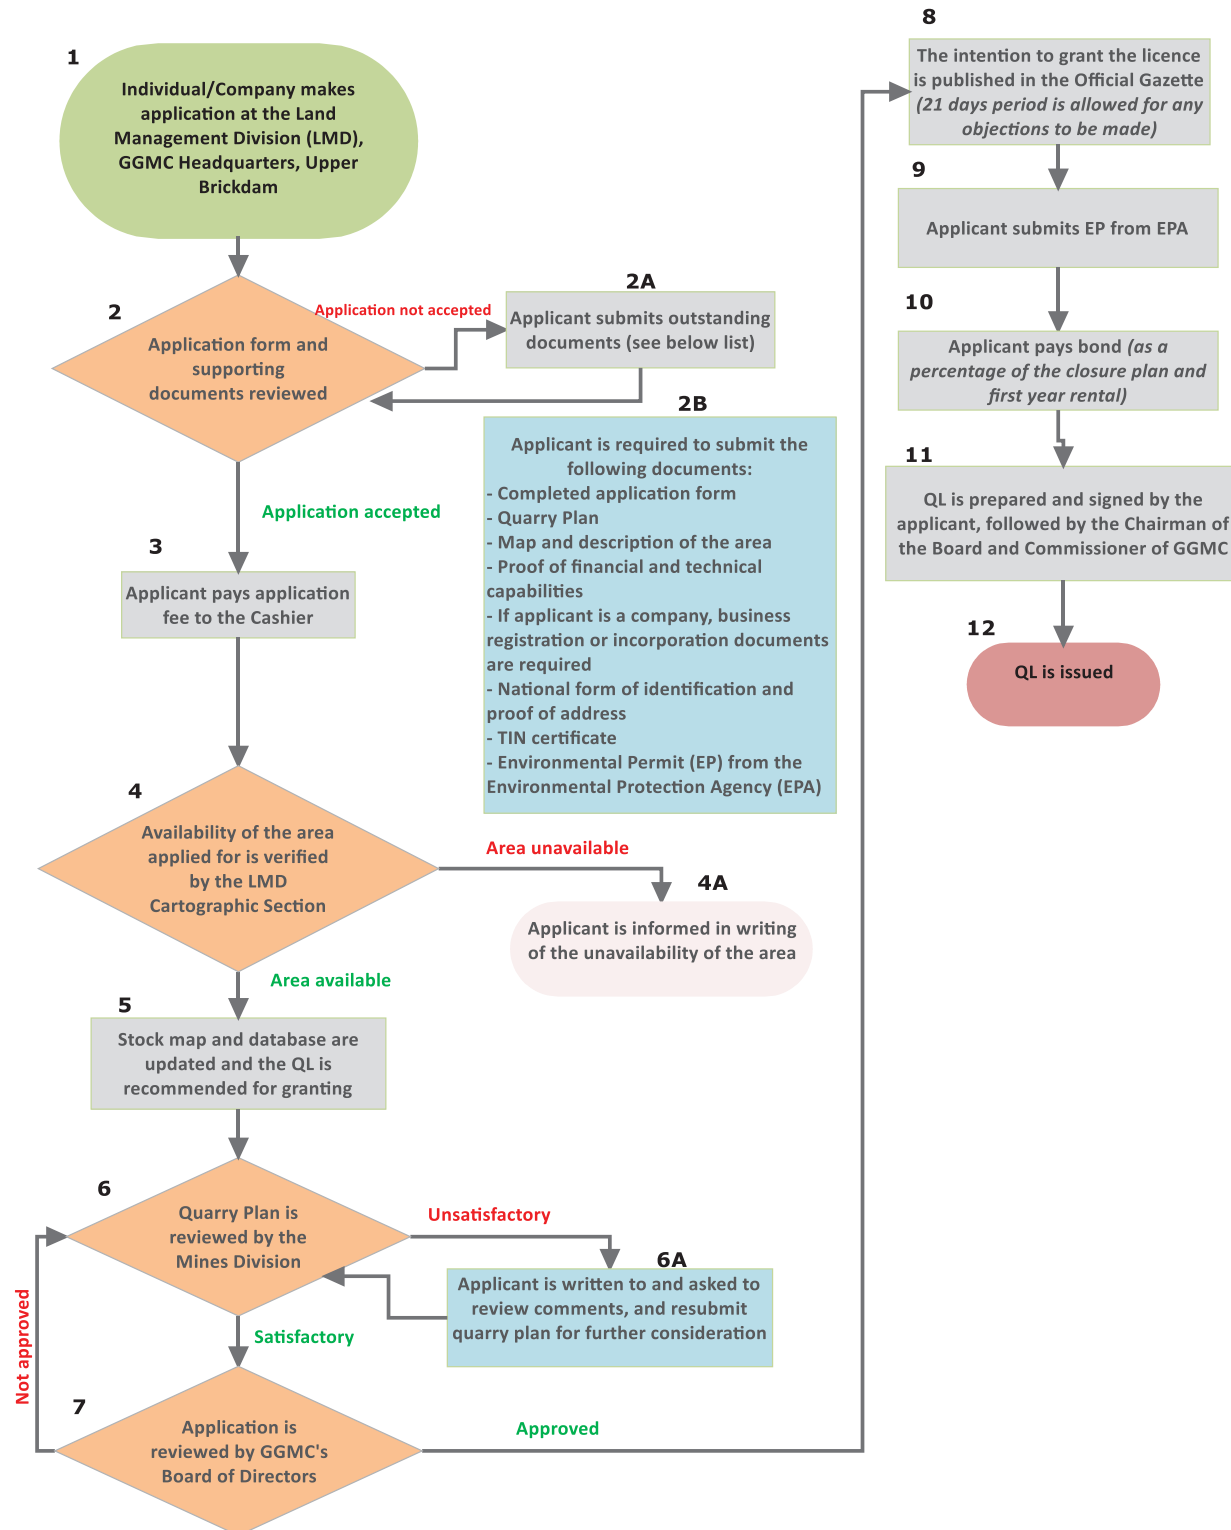 1
Individual/Company makes
application at the Land
Management Division (LMD),
GGMC Headquarters, Upper
Brickdam
2
Application form and
supporting
documents reviewed
Application not accepted
2A
Applicant submits outstanding
documents (see below list)
2B
Applicant is required to submit the
following documents:
- Completed application form
- Quarry Plan
- Map and description of the area
- Proof of financial and technical
capabilities
- If applicant is a company, business
registration or incorporation documents
are required
- National form of identification and
proof of address
- TIN certificate
- Environmental Permit (EP) from the
Environmental Protection Agency (EPA)
Application accepted
3
Applicant pays application
fee to the Cashier
4
Availability of the area
applied for is verified
by the LMD
Cartographic Section
Area unavailable
4A
Applicant is informed in writing
of the unavailability of the area
Area available
5
Stock map and database are
updated and the QL is
recommended for granting
6
Quarry Plan is
reviewed by the
Mines Division
Unsatisfactory
6A
Applicant is written to and asked to
review comments, and resubmit
quarry plan for further consideration
Satisfactory
Not approved
7
Application is
reviewed by GGMC's
Board of Directors
Approved
8
The intention to grant the licence
is published in the Official Gazette
(21 days period is allowed for any
objections to be made)
9
Applicant submits EP from EPA
10
Applicant pays bond (as a
percentage of the closure plan and
first year rental)
11
QL is prepared and signed by the
applicant, followed by the Chairman of
the Board and Commissioner of GGMC
12
QL is issued